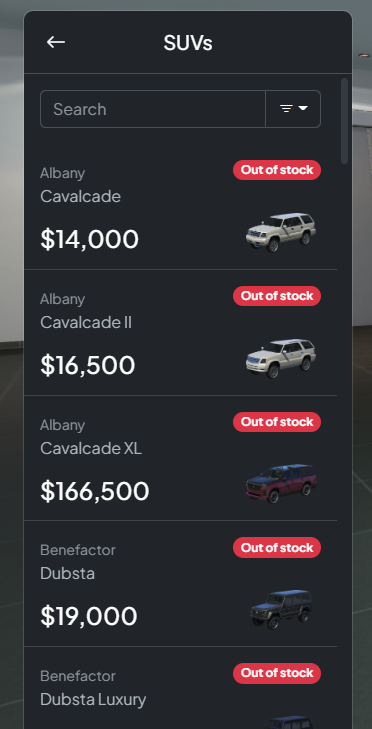 SUVs
Search
Albany
Out of stock
Cavalcade
$14,000
Albany
Out of stock
Cavalcade II
$16,500
Albany
Out of stock
Cavalcade XL
$166,500
Benefactor
Out of stock
Dubsta
$19,000
Benefactor
Out of stock
Dubsta Luxury